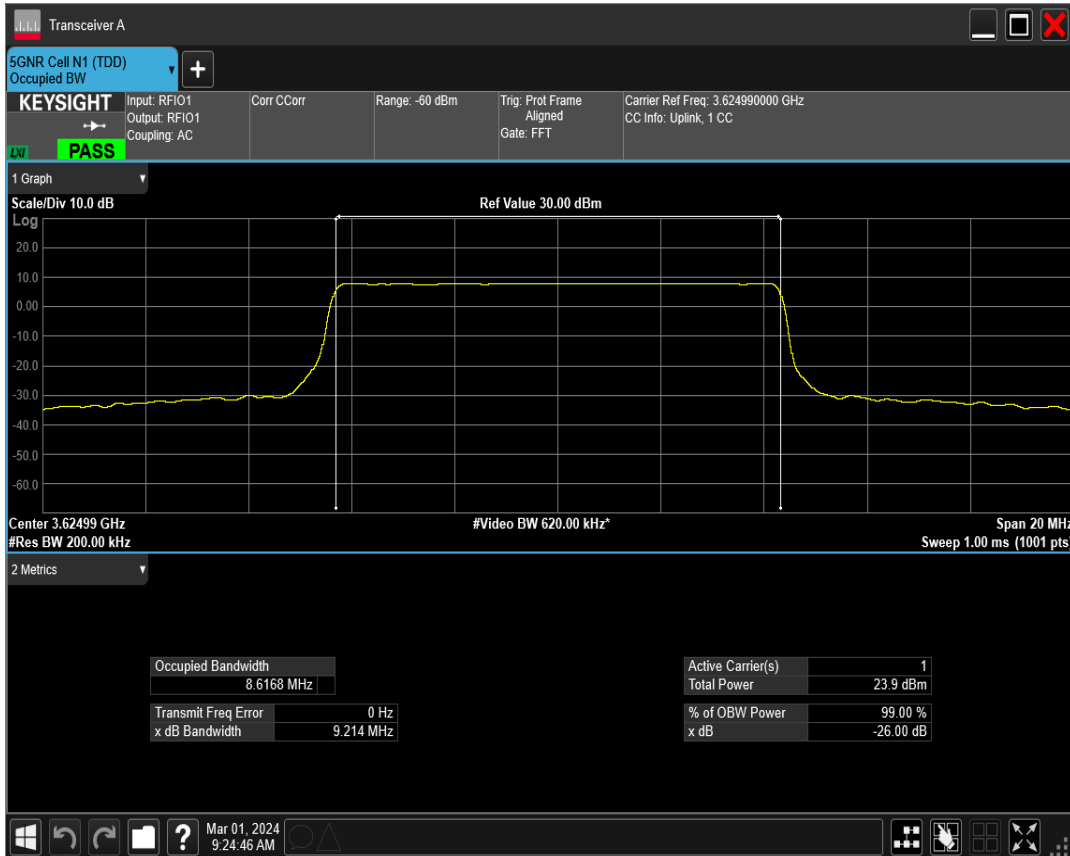 Transceiver A
5GNR Cell N1 (TDD)
Occupied BW
KEYSIGHT
LXI
PASS
Input: RFIO1
Output: RFIO1
Coupling: AC
Corr CCorr
Range: -60 dBm
Trig: Prot Frame
Aligned
Gate: FFT
Carrier Ref Freq: 3.624990000 GHz
CC Info: Uplink, 1 CC
1 Graph
Scale/Div 10.0 dB
Ref Value 30.00 dBm
Log
20.0
10.0
0.00
-10.0
-20.0
-30.0
-40.0
-50.0
-60.0
Center 3.62499 GHz
#Video BW 620.00 kHz*
Span 20 MHz
#Res BW 200.00 kHz
Sweep 1.00 ms (1001 pts)
2 Metrics
Occupied Bandwidth
8.6168 MHz
Transmit Freq Error 0 Hz
x dB Bandwidth 9.214 MHz
Active Carrier(s) 1
Total Power 23.9 dBm
% of OBW Power 99.00 %
x dB -26.00 dB
?
Mar 01, 2024
9:24:46 AM